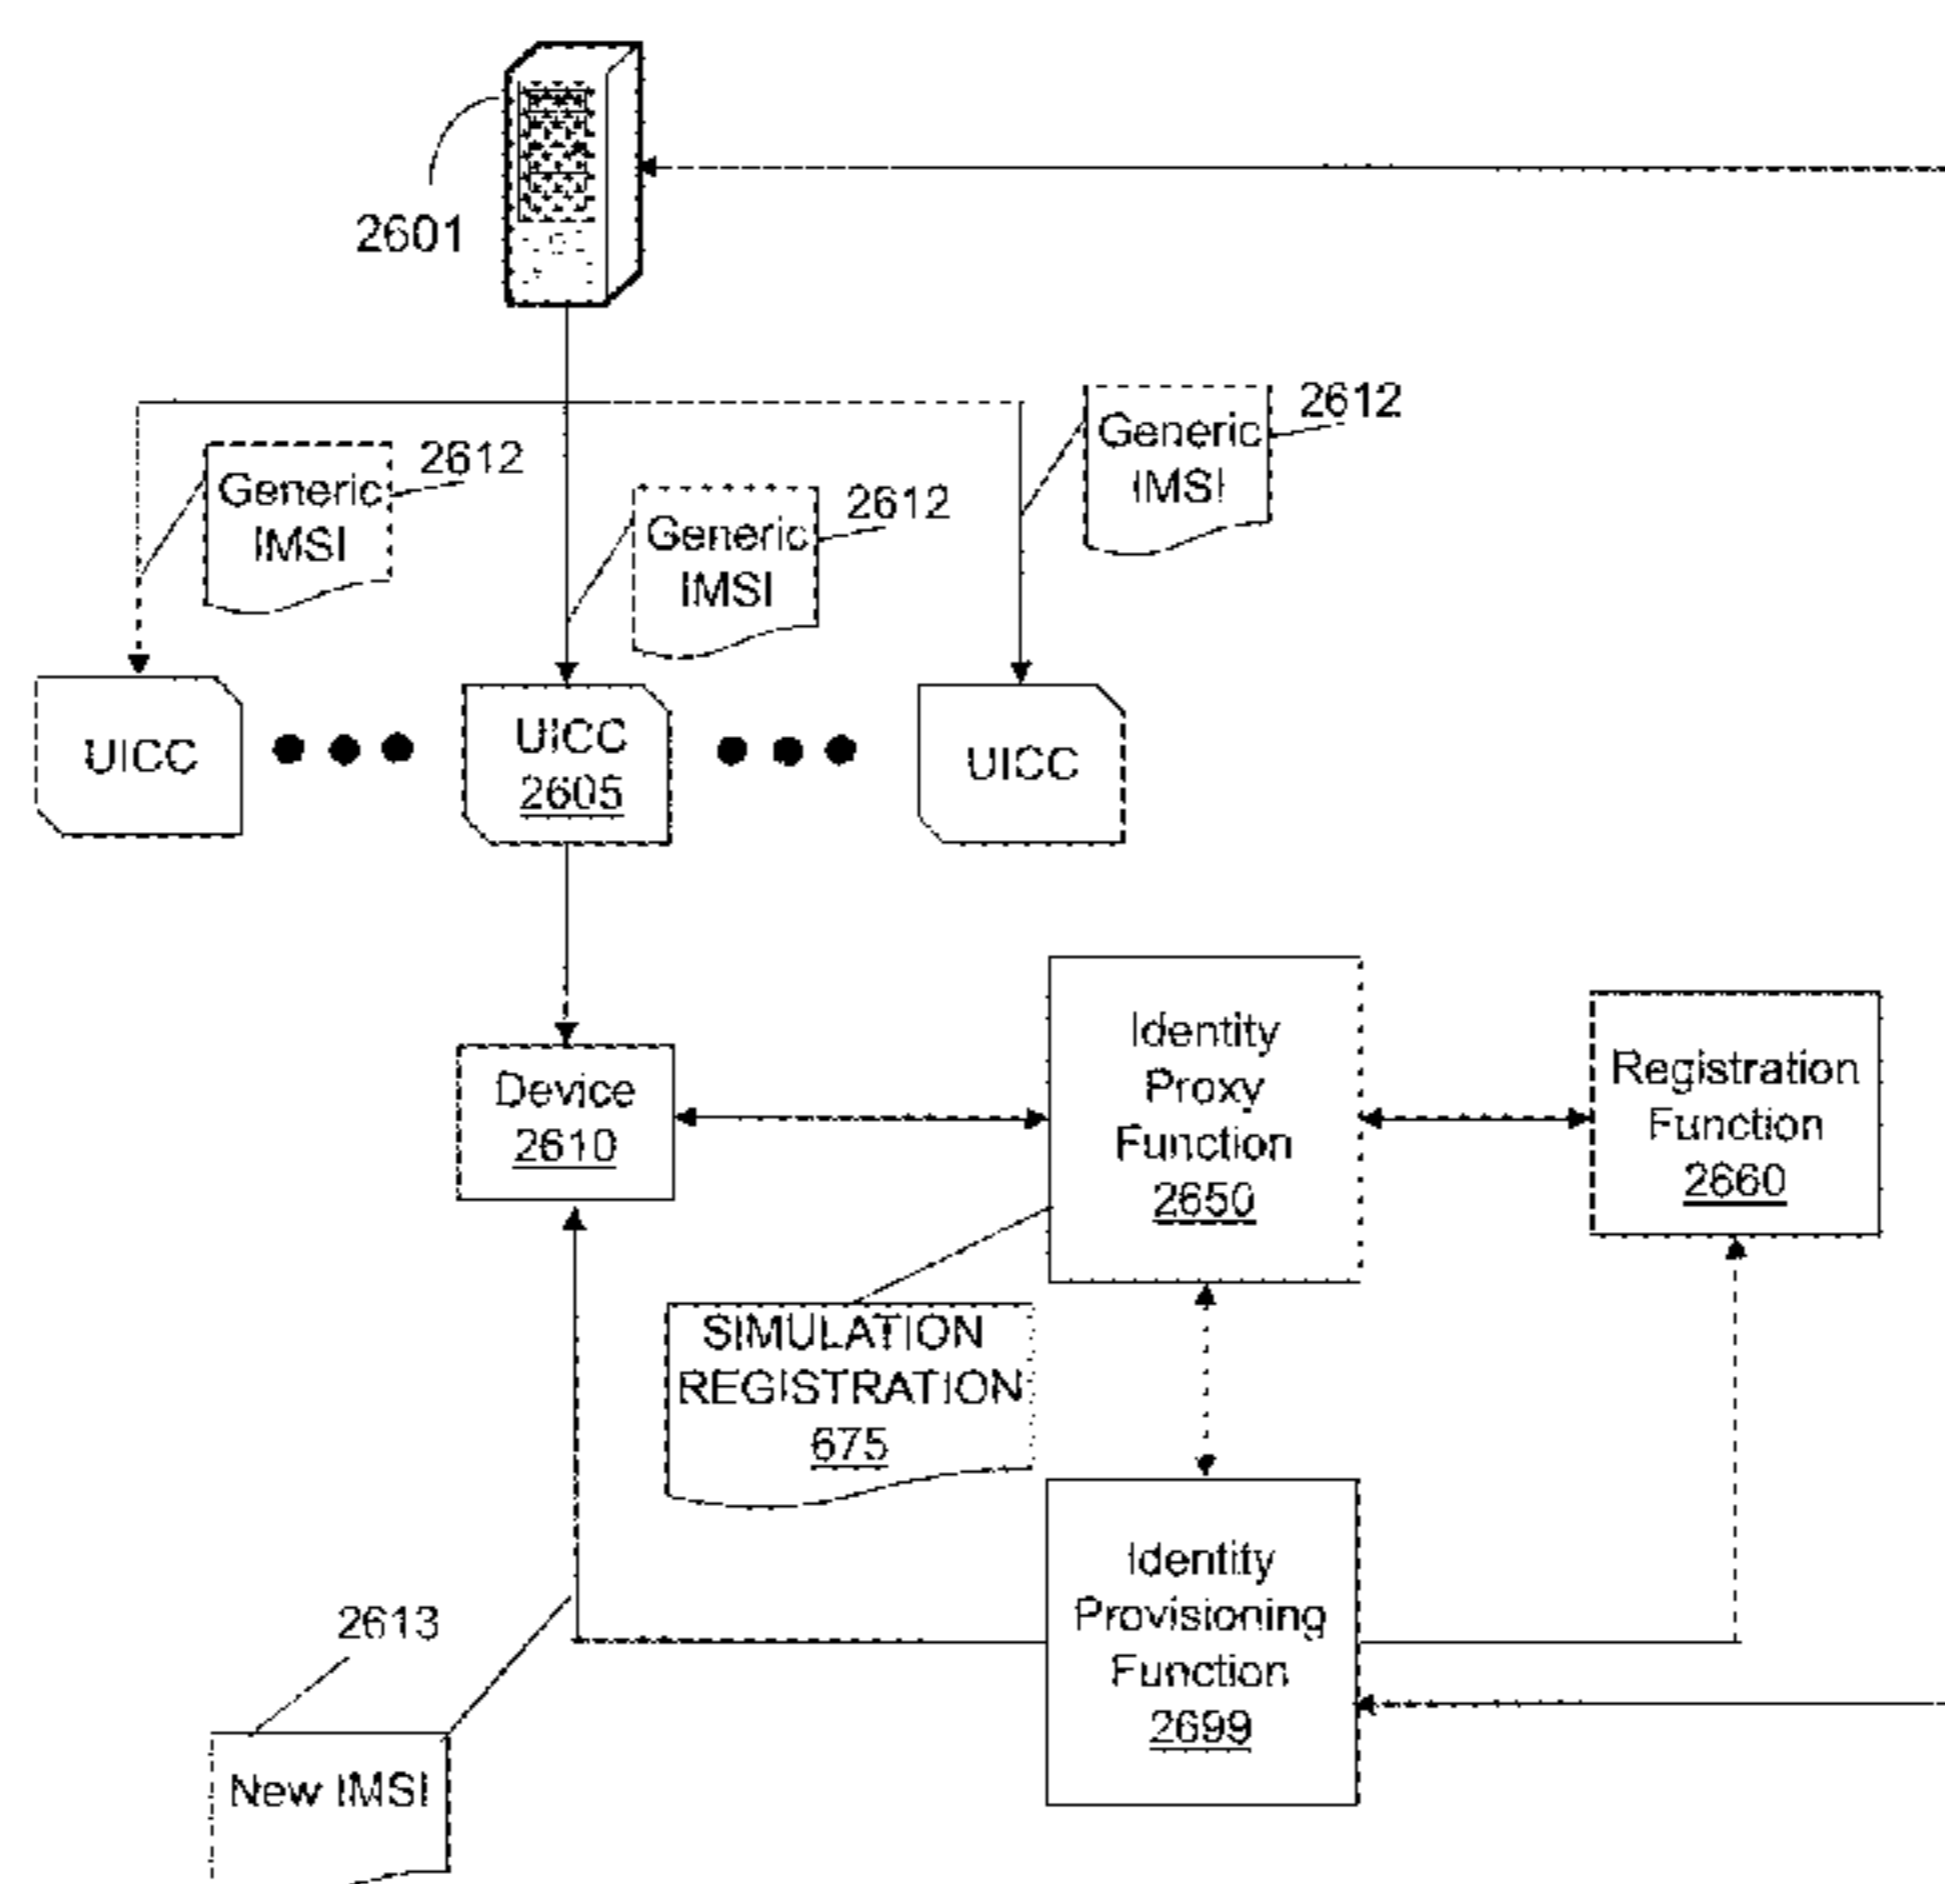 2601
2612
Generic
IMSI
2612
Generic
IMSI
2612
Generic
IMSI
UICC
UICC
2605
UICC
Device
2610
Identity
Proxy
Function
2650
Registration
Function
2660
SIMULATION
REGISTRATION
675
Identity
Provisioning
Function
2699
2613
New IMSI